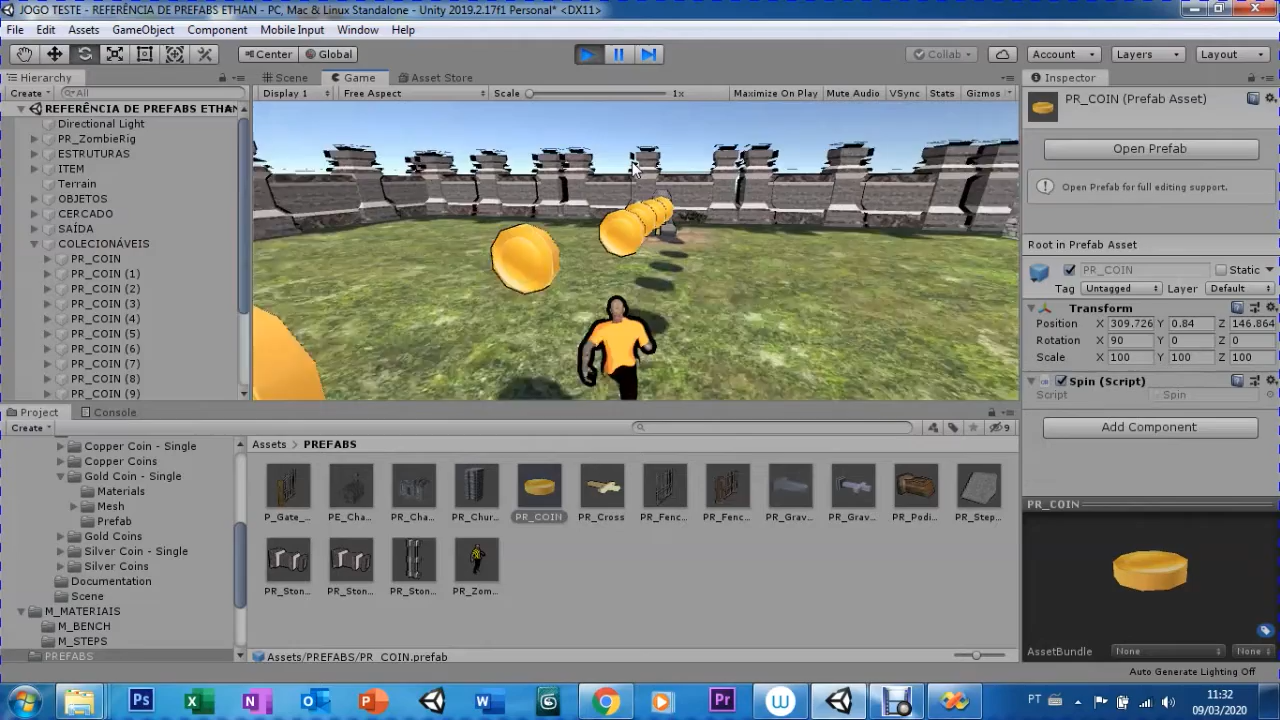 JOGO TESTE - REFERÊNCIA DE PREFABS ETHAN - PC, Mac & Linux Standalone - Unity 2019.2.17f1 Personal* <DX11>
File Edit Assets GameObject Component Mobile Input Window Help
Center Global Collab Account Layers Layout
Hierarchy Scene Game Asset Store Inspector
Create All Display 1 Free Aspect Scale 1x Maximize On Play Mute Audio VSync Stats Gizmos PR_COIN (Prefab Asset)
REFERÊNCIA DE PREFABS ETHAN
Directional Light
PR_ZombieRig
ESTRUTURAS
ITEM
Terrain
OBJETOS
CERCADO
SAÍDA
COLECIONÁVEIS
PR_COIN
PR_COIN (1)
PR_COIN (2)
PR_COIN (3)
PR_COIN (4)
PR_COIN (5)
PR_COIN (6)
PR_COIN (7)
PR_COIN (8)
PR_COIN (9)
Open Prefab
Open Prefab for full editing support.
Root in Prefab Asset
PR_COIN Static
Tag Untagged Layer Default
Transform
Position X 309.726 Y 0.84 Z 146.864
Rotation X 90 Y 0 Z 0
Scale X 100 Y 100 Z 100
Spin (Script)
Script Spin
Add Component
Project Console
Create 9
Copper Coin - Single
Copper Coins
Gold Coin - Single
Materials
Mesh
Prefab
Gold Coins
Silver Coin - Single
Silver Coins
Documentation
Scene
M_MATERIAIS
M_BENCH
M_STEPS
PREFABS
Assets PREFABS
P_Gate_... PE_Cha... PR_Cha... PR_Chur... PR_COIN PR_Cross PR_Fenc... PR_Fenc... PR_Grav... PR_Grav... PR_Podi... PR_Step...
PR_Ston... PR_Ston... PR_Ston... PR_Zom...
Assets/PREFABS/PR_COIN.prefab
PR_COIN
AssetBundle None None
Auto Generate Lighting Off
Ps X N O P W Pr W PT 11:32
09/03/2020